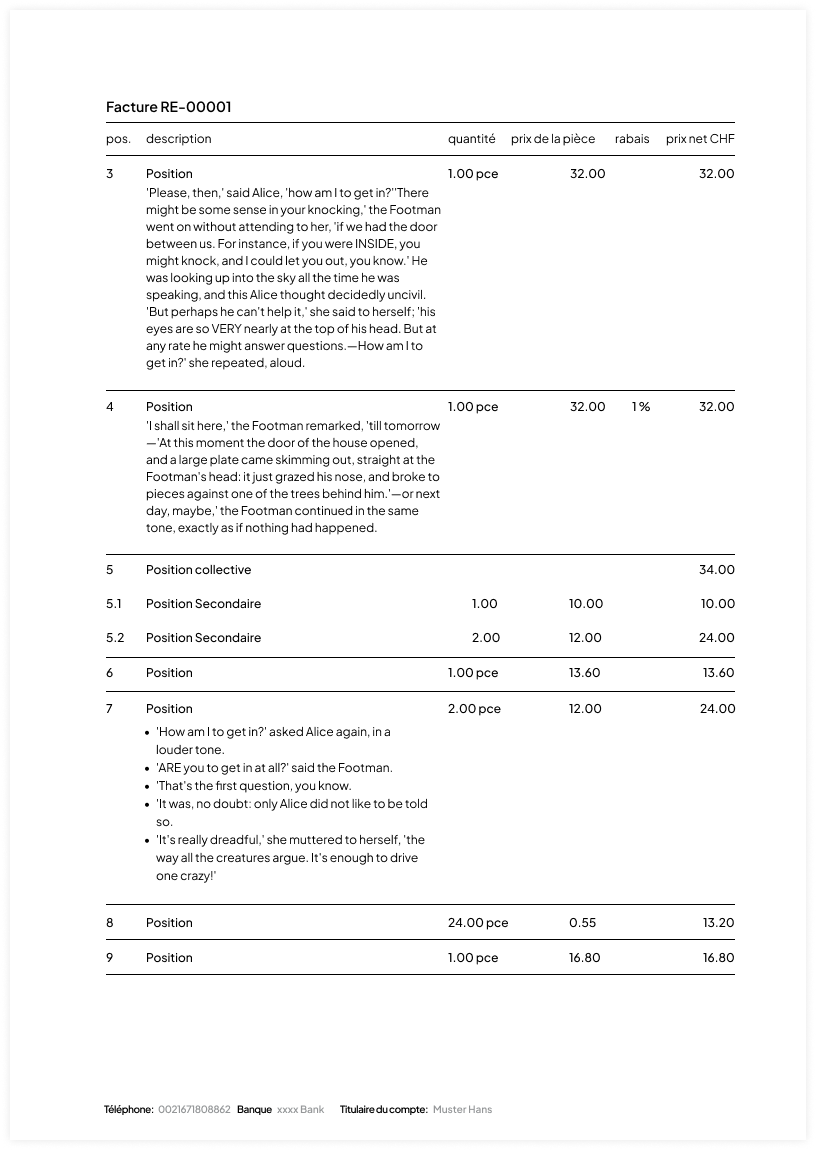 Facture RE-00001
pos. description quantité prix de la pièce rabais prix net CHF
3 Position 1.00 pce 32.00 32.00
'Please, then,' said Alice, 'how am I to get in?''There
might be some sense in your knocking,' the Footman
went on without attending to her, 'if we had the door
between us. For instance, if you were INSIDE, you
might knock, and I could let you out, you know.' He
was looking up into the sky all the time he was
speaking, and this Alice thought decidedly uncivil.
'But perhaps he can't help it,' she said to herself; 'his
eyes are so VERY nearly at the top of his head. But at
any rate he might answer questions.—How am I to
get in?' she repeated, aloud.
4 Position 1.00 pce 32.00 1 % 32.00
'I shall sit here,' the Footman remarked, 'till tomorrow
—'At this moment the door of the house opened,
and a large plate came skimming out, straight at the
Footman's head: it just grazed his nose, and broke to
pieces against one of the trees behind him.'—or next
day, maybe,' the Footman continued in the same
tone, exactly as if nothing had happened.
5 Position collective 34.00
5.1 Position Secondaire 1.00 10.00 10.00
5.2 Position Secondaire 2.00 12.00 24.00
6 Position 1.00 pce 13.60 13.60
7 Position 2.00 pce 12.00 24.00
• 'How am I to get in?' asked Alice again, in a
louder tone.
• 'ARE you to get in at all?' said the Footman.
• 'That's the first question, you know.
• 'It was, no doubt: only Alice did not like to be told
so.
• 'It's really dreadful,' she muttered to herself, 'the
way all the creatures argue. It's enough to drive
one crazy!'
8 Position 24.00 pce 0.55 13.20
9 Position 1.00 pce 16.80 16.80
Téléphone: 0021671808862 Banque xxxx Bank Titulaire du compte: Muster Hans